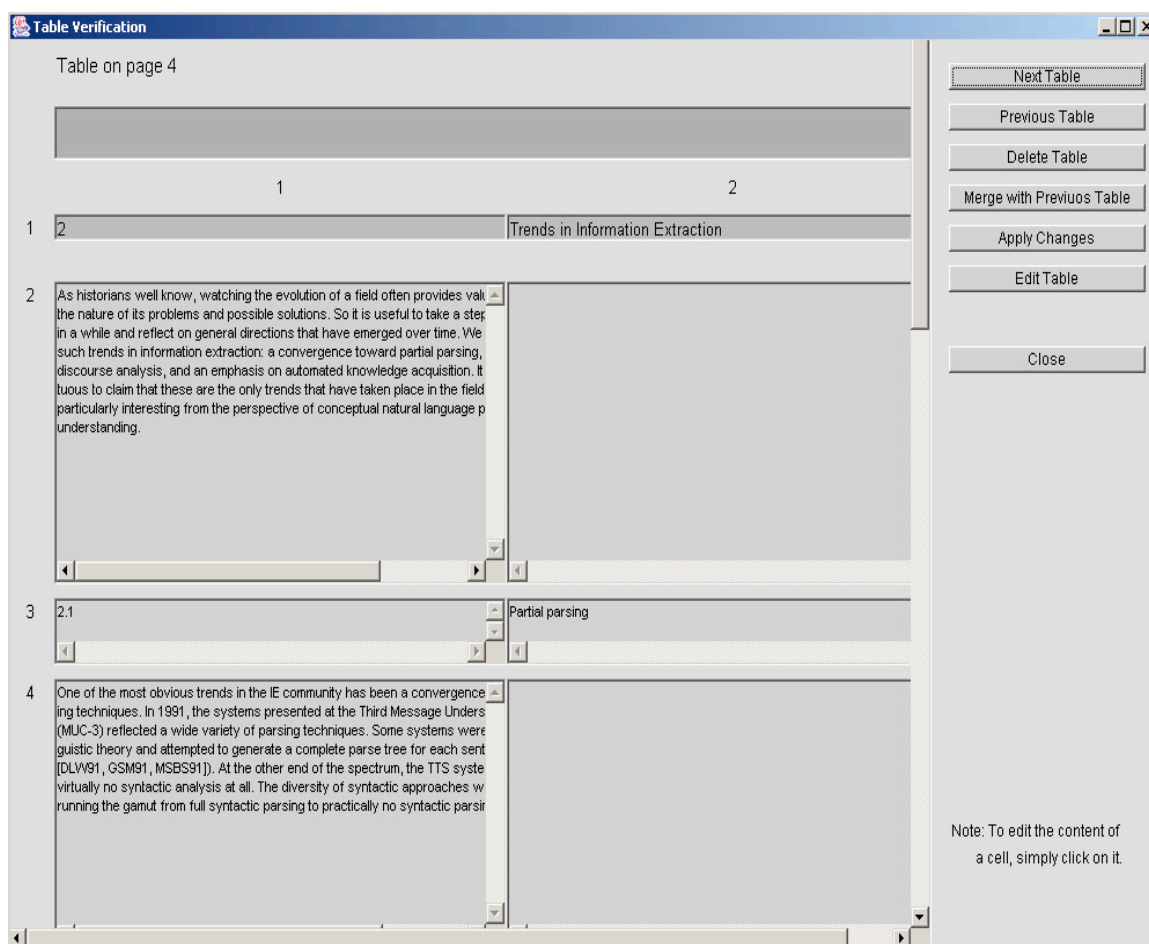 Table Verification
Table on page 4
1 2
1 2 Trends in Information Extraction
2 As historians well know, watching the evolution of a field often provides valu
the nature of its problems and possible solutions. So it is useful to take a step
in a while and reflect on general directions that have emerged over time. We
such trends in information extraction: a convergence toward partial parsing,
discourse analysis, and an emphasis on automated knowledge acquisition. It
tuous to claim that these are the only trends that have taken place in the field
particularly interesting from the perspective of conceptual natural language p
understanding.
3 2.1 Partial parsing
4 One of the most obvious trends in the IE community has been a convergence
ing techniques. In 1991, the systems presented at the Third Message Unders
(MUC-3) reflected a wide variety of parsing techniques. Some systems were
guistic theory and attempted to generate a complete parse tree for each sent
[DLW91, GSM91, MSBS91]). At the other end of the spectrum, the TTS syste
virtually no syntactic analysis at all. The diversity of syntactic approaches w
running the gamut from full syntactic parsing to practically no syntactic parsin
Next Table
Previous Table
Delete Table
Merge with Previuos Table
Apply Changes
Edit Table
Close
Note: To edit the content of
a cell, simply click on it.